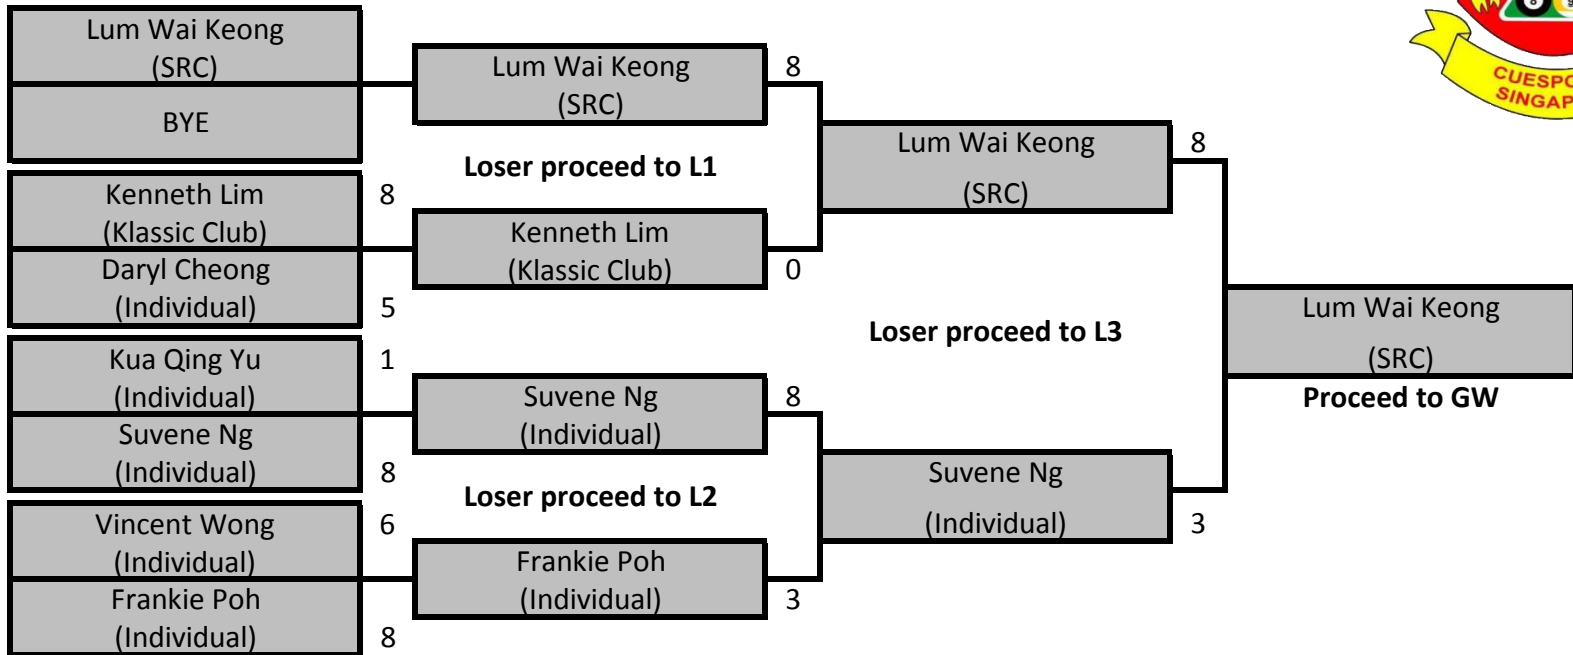 Lum Wai Keong
(SRC)
BYE
Kenneth Lim
(Klassic Club)
8
Daryl Cheong
(Individual)
5
Kua Qing Yu
(Individual)
1
Suvene Ng
(Individual)
8
Vincent Wong
(Individual)
6
Frankie Poh
(Individual)
8
Lum Wai Keong
(SRC)
8
Loser proceed to L1
Kenneth Lim
(Klassic Club)
0
Suvene Ng
(Individual)
8
Loser proceed to L2
Frankie Poh
(Individual)
3
Lum Wai Keong
(SRC)
8
Loser proceed to L3
Suvene Ng
(Individual)
3
Lum Wai Keong
(SRC)
Proceed to GW
8
9